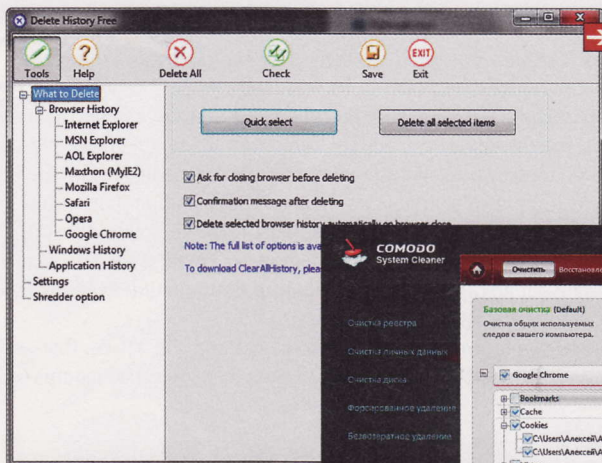 Delete History Free
Tools
Help
Delete All
Check
Save
EXIT
Exit
What to Delete
Browser History
Internet Explorer
MSN Explorer
AOL Explorer
Maxthon (MyIE2)
Mozilla Firefox
Safari
Opera
Google Chrome
Windows History
Application History
Settings
Shredder option
Quick select
Delete all selected items
Ask for closing browser before deleting
Confirmation message after deleting
Delete selected browser history automatically on browser close
Note: The full list of options is ava
To download ClearAllHistory, plea
COMODO
System Cleaner
Очистка реестра
Очистка личных данных
Очистка диска
Форсированное удаление
Безвозвратное удаление
Очистить
Восстановле
Базовая очистка (Default)
Очистка общих используемых
следов с вашего компьютера.
Google Chrome
Bookmarks
Cache
Cookies
C:\Users\Алексей\A
C:\Users\Алексей\A